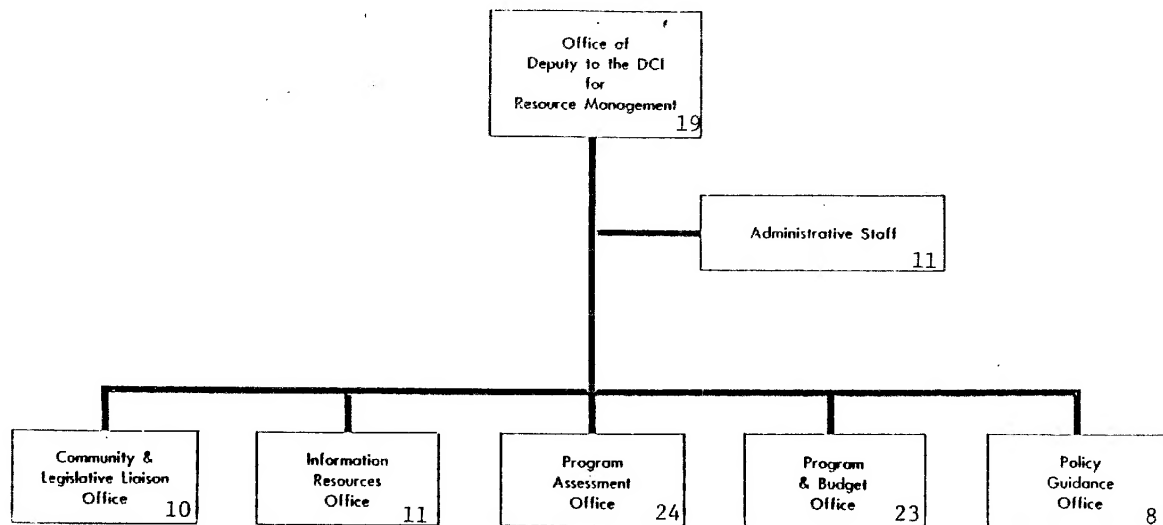 Office of
Deputy to the DCI
for
Resource Management
19
Administrative Staff
11
Community &
Legislative Liaison
Office
10
Information
Resources
Office
11
Program
Assessment
Office
24
Program
& Budget
Office
23
Policy
Guidance
Office
8